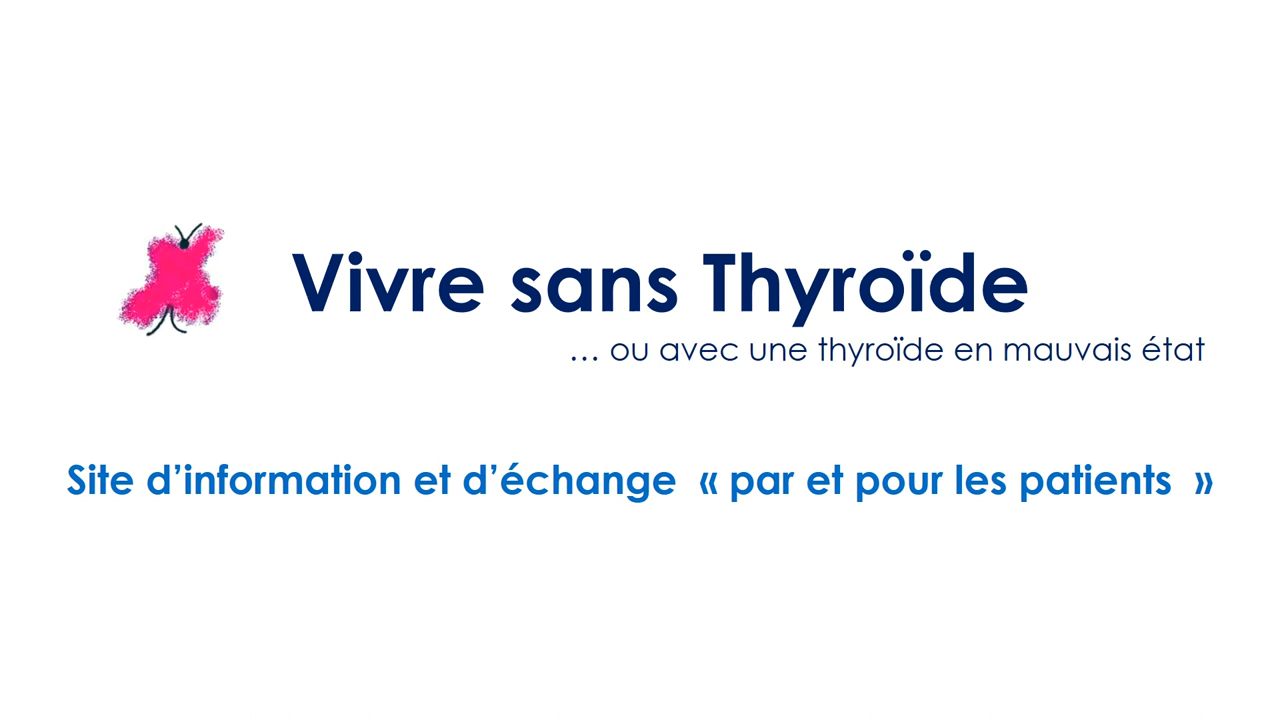 Vivre sans Thyroïde
… ou avec une thyroïde en mauvais état
Site d’information et d’échange « par et pour les patients »